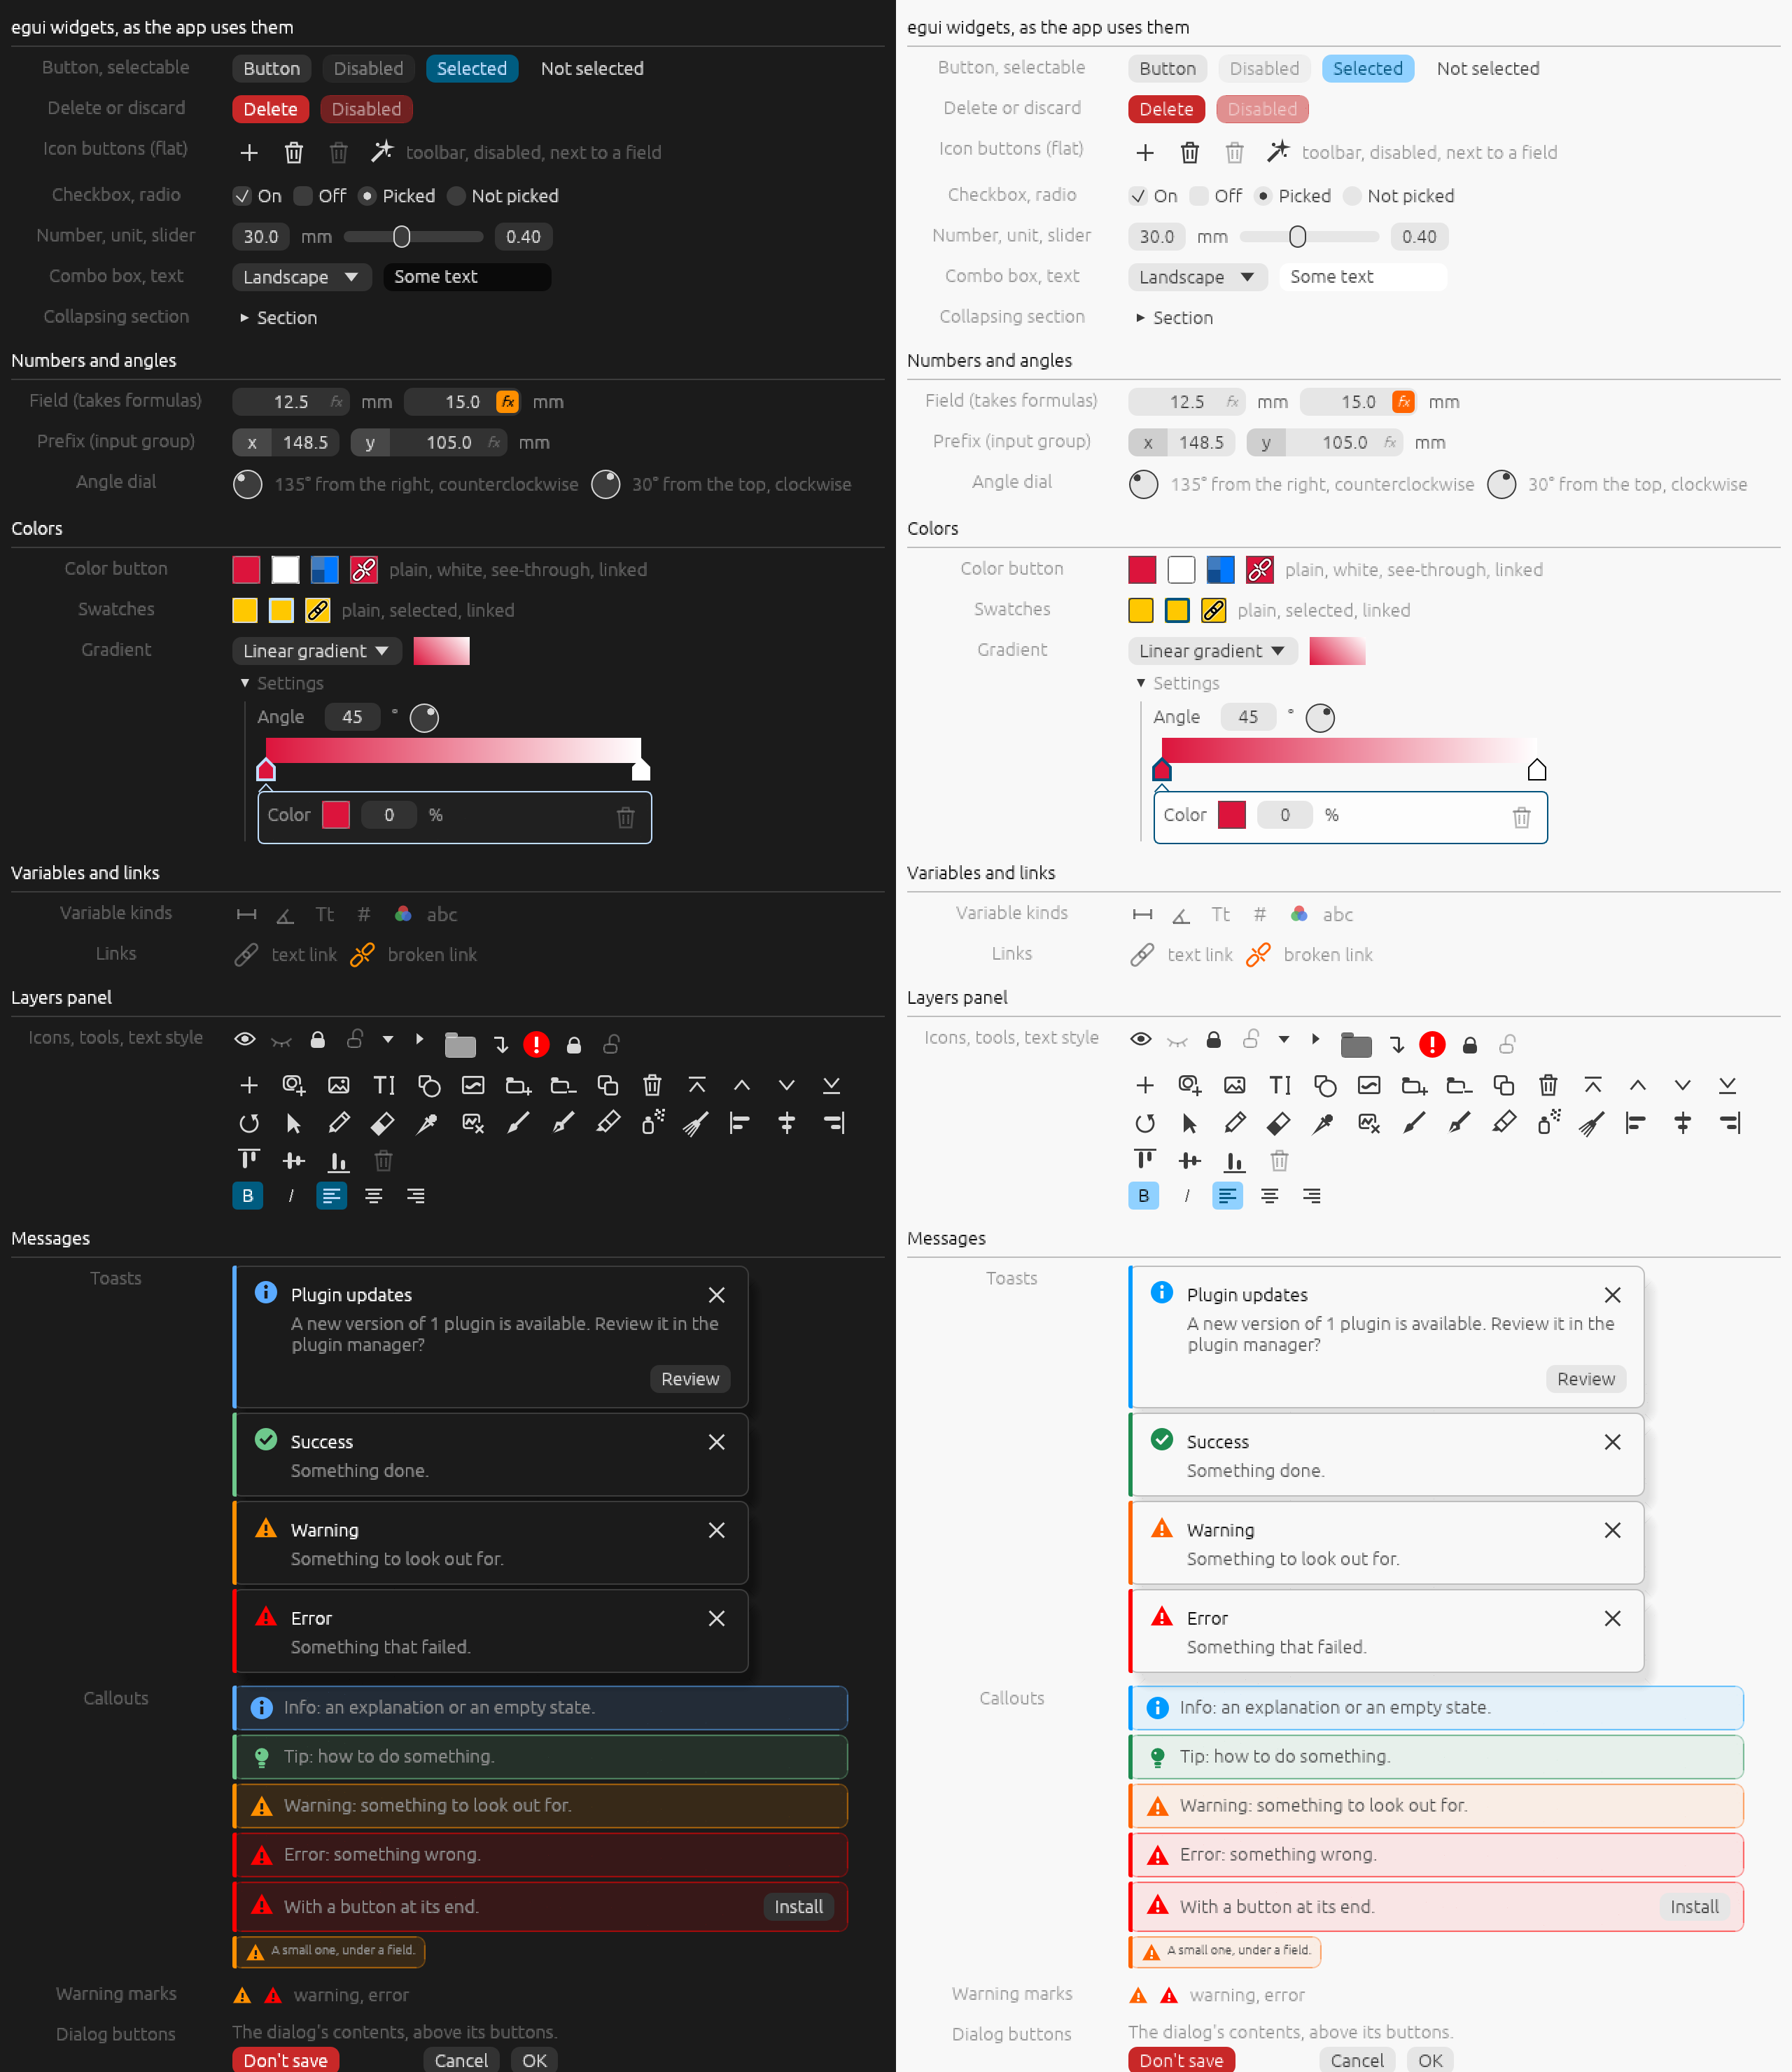 egui widgets, as the app uses them
Button, selectable Button Disabled Selected Not selected
Delete or discard Delete Disabled
Icon buttons (flat) toolbar, disabled, next to a field
Checkbox, radio On Off Picked Not picked
Number, unit, slider 30.0 mm 0.40
Combo box, text Landscape Some text
Collapsing section Section
Numbers and angles
Field (takes formulas) 12.5 fx mm 15.0 fx mm
Prefix (input group) x 148.5 y 105.0 fx mm
Angle dial 135° from the right, counterclockwise 30° from the top, clockwise
Colors
Color button plain, white, see-through, linked
Swatches plain, selected, linked
Gradient Linear gradient
Settings
Angle 45 °
Color 0 %
Variables and links
Variable kinds Tt # abc
Links text link broken link
Layers panel
Icons, tools, text style
TI
B I
Messages
Toasts Plugin updates
A new version of 1 plugin is available. Review it in the
plugin manager?
Review
Success
Something done.
Warning
Something to look out for.
Error
Something that failed.
Callouts Info: an explanation or an empty state.
Tip: how to do something.
Warning: something to look out for.
Error: something wrong.
With a button at its end. Install
A small one, under a field.
Warning marks warning, error
Dialog buttons The dialog's contents, above its buttons.
Don't save Cancel OK
egui widgets, as the app uses them
Button, selectable Button Disabled Selected Not selected
Delete or discard Delete Disabled
Icon buttons (flat) toolbar, disabled, next to a field
Checkbox, radio On Off Picked Not picked
Number, unit, slider 30.0 mm 0.40
Combo box, text Landscape Some text
Collapsing section Section
Numbers and angles
Field (takes formulas) 12.5 fx mm 15.0 fx mm
Prefix (input group) x 148.5 y 105.0 fx mm
Angle dial 135° from the right, counterclockwise 30° from the top, clockwise
Colors
Color button plain, white, see-through, linked
Swatches plain, selected, linked
Gradient Linear gradient
Settings
Angle 45 °
Color 0 %
Variables and links
Variable kinds Tt # abc
Links text link broken link
Layers panel
Icons, tools, text style
TI
B I
Messages
Toasts Plugin updates
A new version of 1 plugin is available. Review it in the
plugin manager?
Review
Success
Something done.
Warning
Something to look out for.
Error
Something that failed.
Callouts Info: an explanation or an empty state.
Tip: how to do something.
Warning: something to look out for.
Error: something wrong.
With a button at its end. Install
A small one, under a field.
Warning marks warning, error
Dialog buttons The dialog's contents, above its buttons.
Don't save Cancel OK